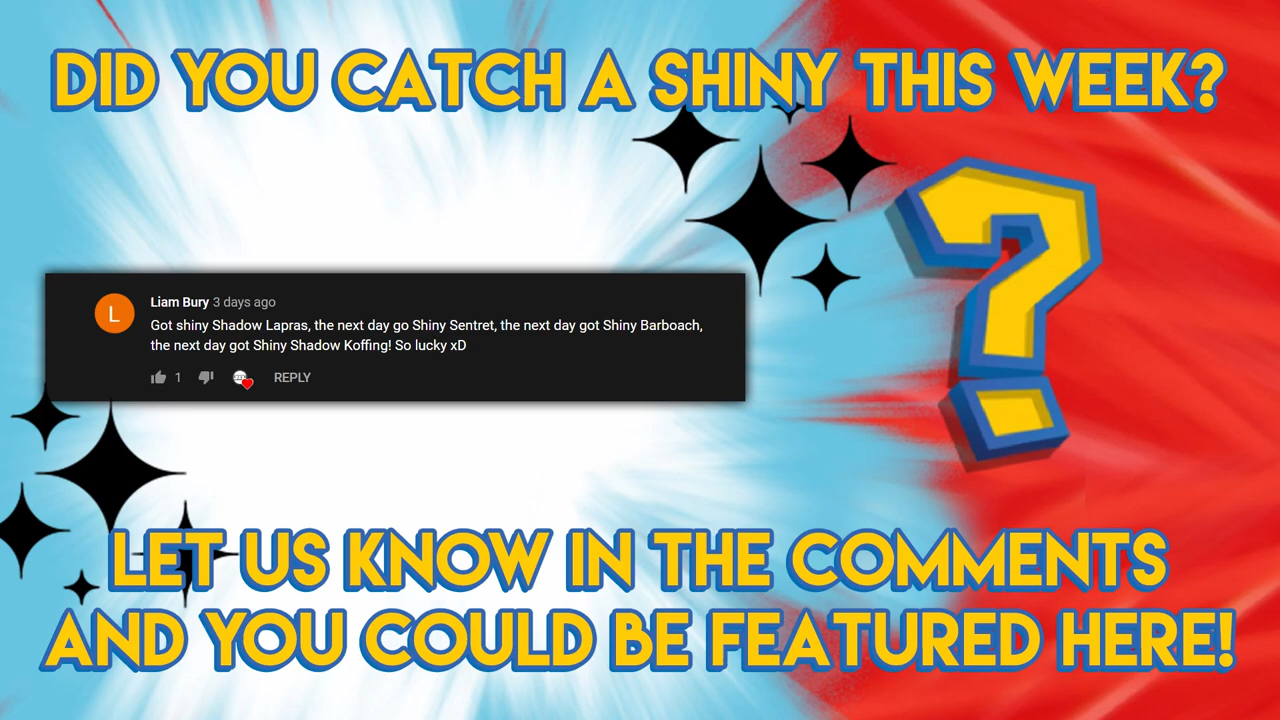 DID YOU CATCH A SHINY THIS WEEK?
?
L
Liam Bury 3 days ago
Got shiny Shadow Lapras, the next day go Shiny Sentret, the next day got Shiny Barboach,
the next day got Shiny Shadow Koffing! So lucky xD
1 REPLY
LET US KNOW IN THE COMMENTS
AND YOU COULD BE FEATURED HERE!